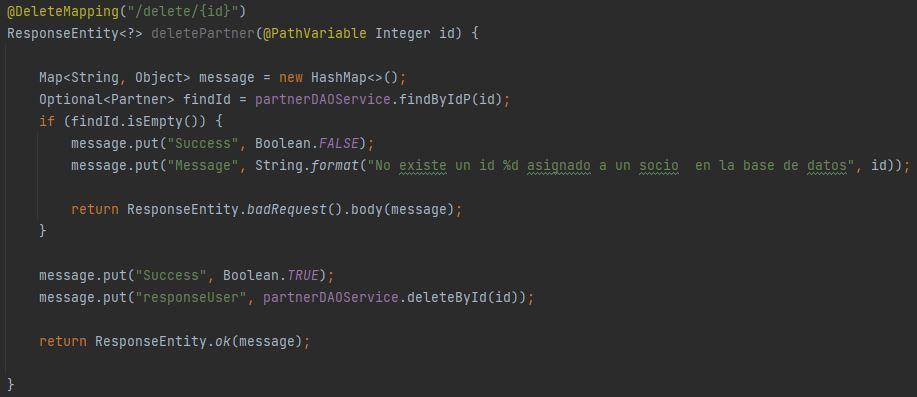 @DeleteMapping("/delete/{id}")
ResponseEntity<?> deletePartner(@PathVariable Integer id) {
Map<String, Object> message = new HashMap<>();
Optional<Partner> findId = partnerDAOService.findByIdP(id);
if (findId.isEmpty()) {
message.put("Success", Boolean.FALSE);
message.put("Message", String.format("No existe un id %d asignado a un socio  en la base de datos", id));
return ResponseEntity.badRequest().body(message);
}
message.put("Success", Boolean.TRUE);
message.put("responseUser", partnerDAOService.deleteById(id));
return ResponseEntity.ok(message);
}